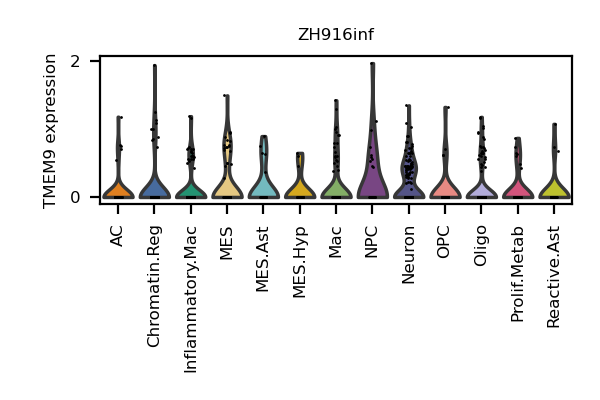 ZH916inf
TMEM9 expression
2
0
AC
Chromatin.Reg
Inflammatory.Mac
MES
MES.Ast
MES.Hyp
Mac
NPC
Neuron
OPC
Oligo
Prolif.Metab
Reactive.Ast